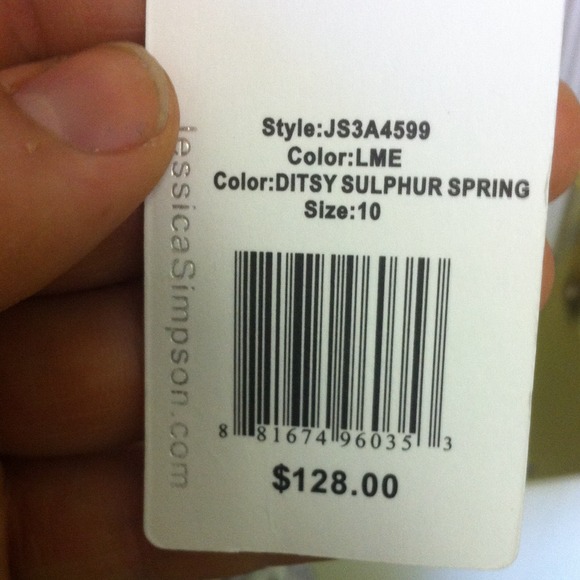 Style:JS3A4599
Color:LME
Color:DITSY SULPHUR SPRING
Size:10
8 81674 96035 3
$128.00
JessicaSimpson.com